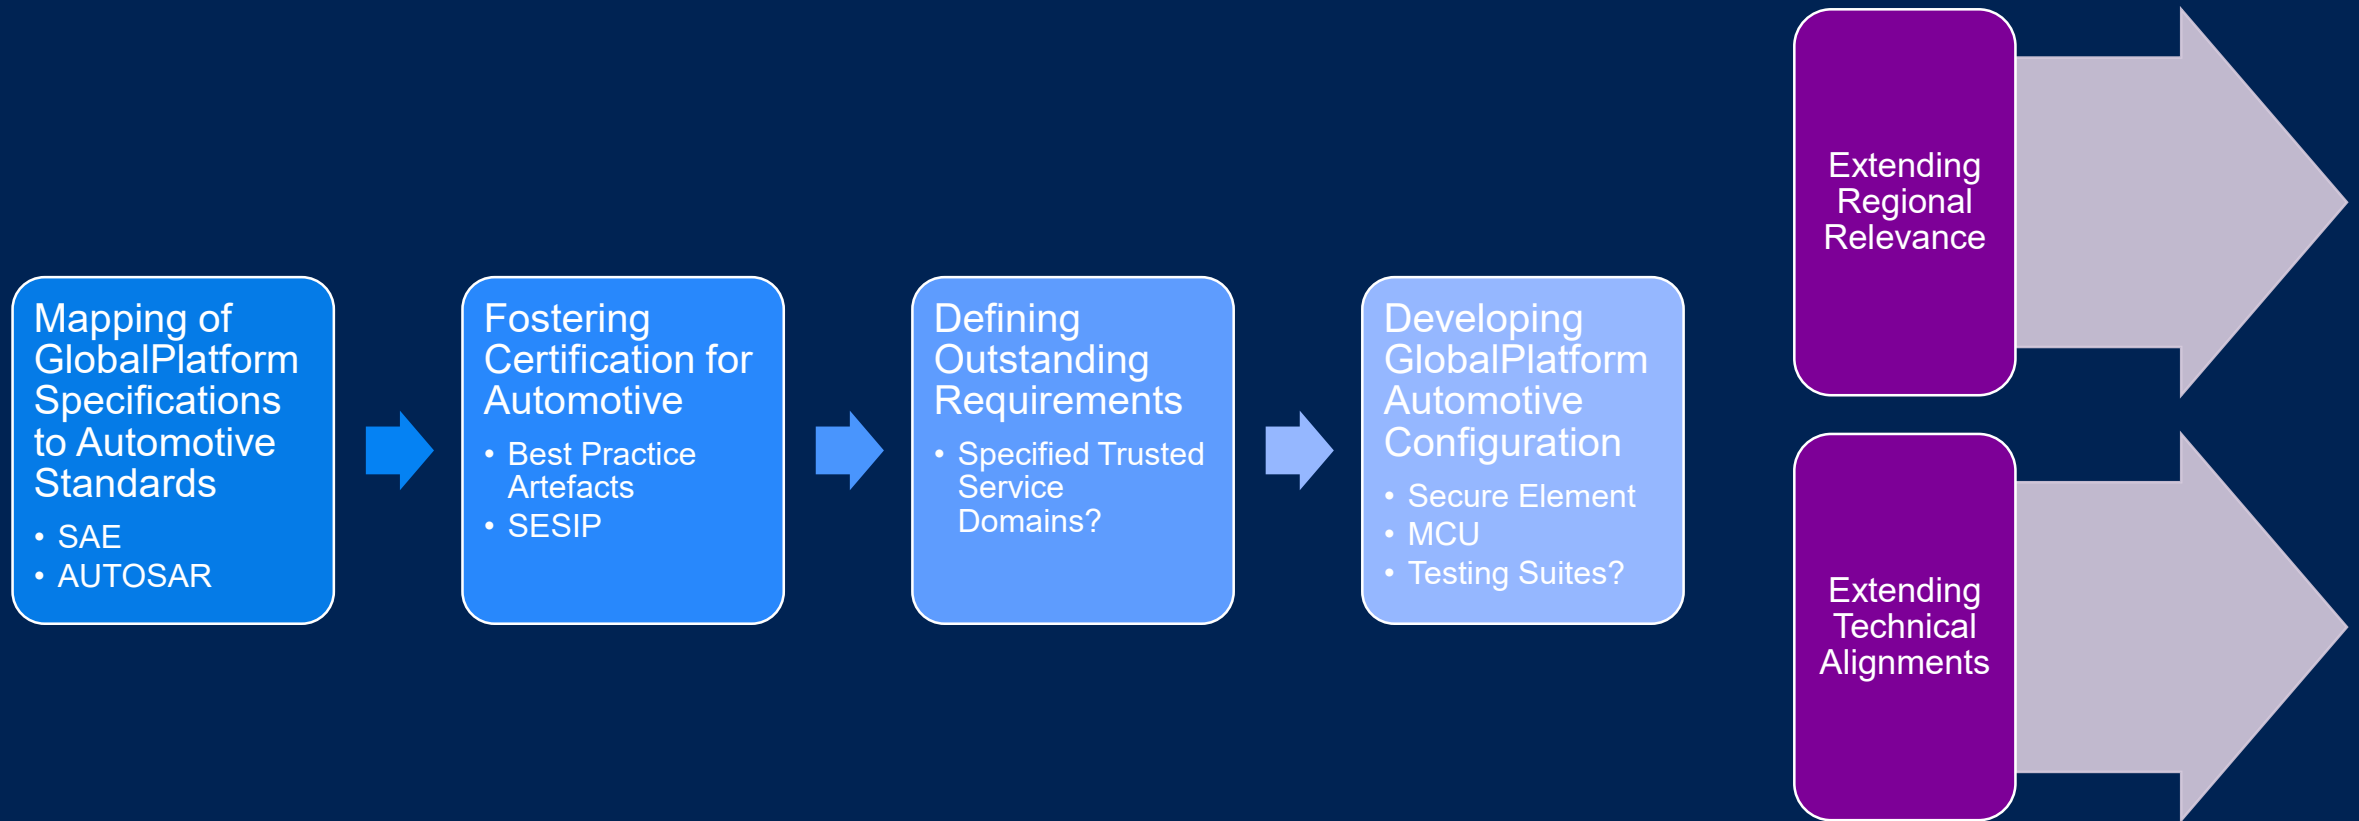 Mapping of
GlobalPlatform
Specifications
to Automotive
Standards
• SAE
• AUTOSAR
Fostering
Certification for
Automotive
• Best Practice
Artefacts
• SESIP
Defining
Outstanding
Requirements
• Specified Trusted
Service
Domains?
Developing
GlobalPlatform
Automotive
Configuration
• Secure Element
• MCU
• Testing Suites?
Extending
Regional
Relevance
Extending
Technical
Alignments